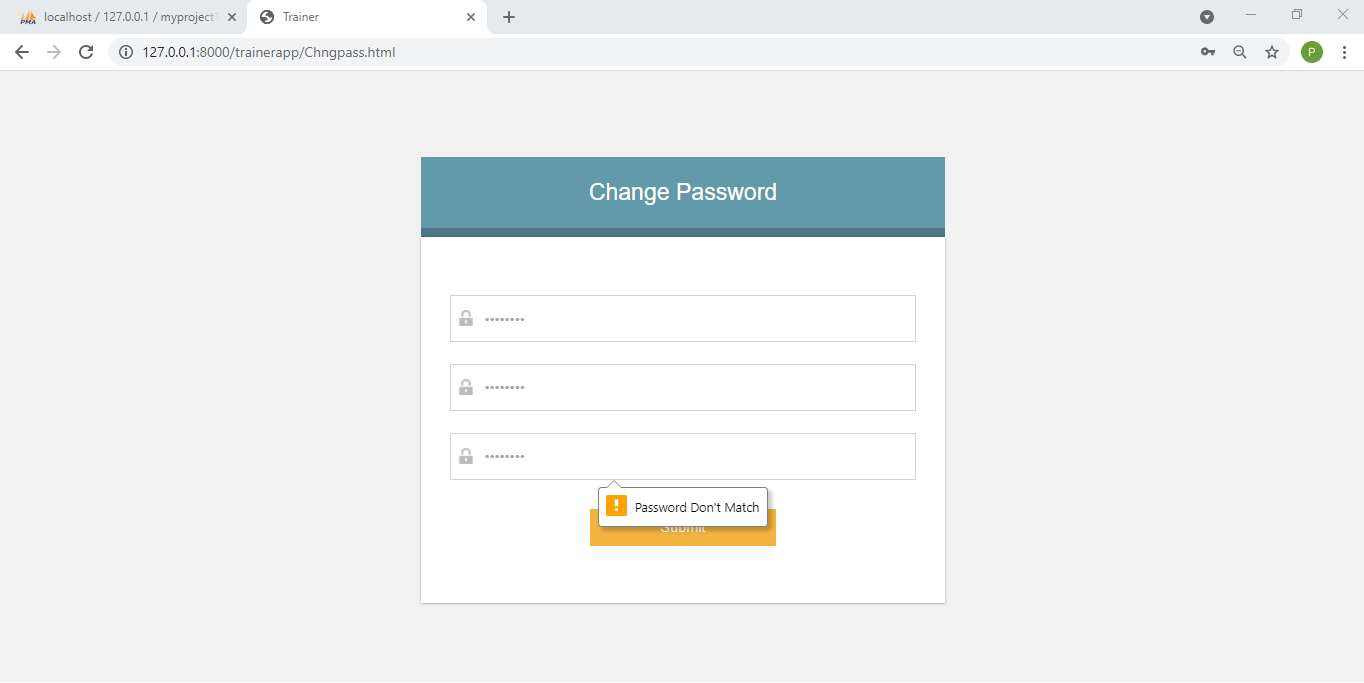 localhost / 127.0.0.1 / myproject
Trainer
127.0.0.1:8000/trainerapp/Chngpass.html
P
Change Password
••••••••
••••••••
••••••••
Password Don't Match
Submit